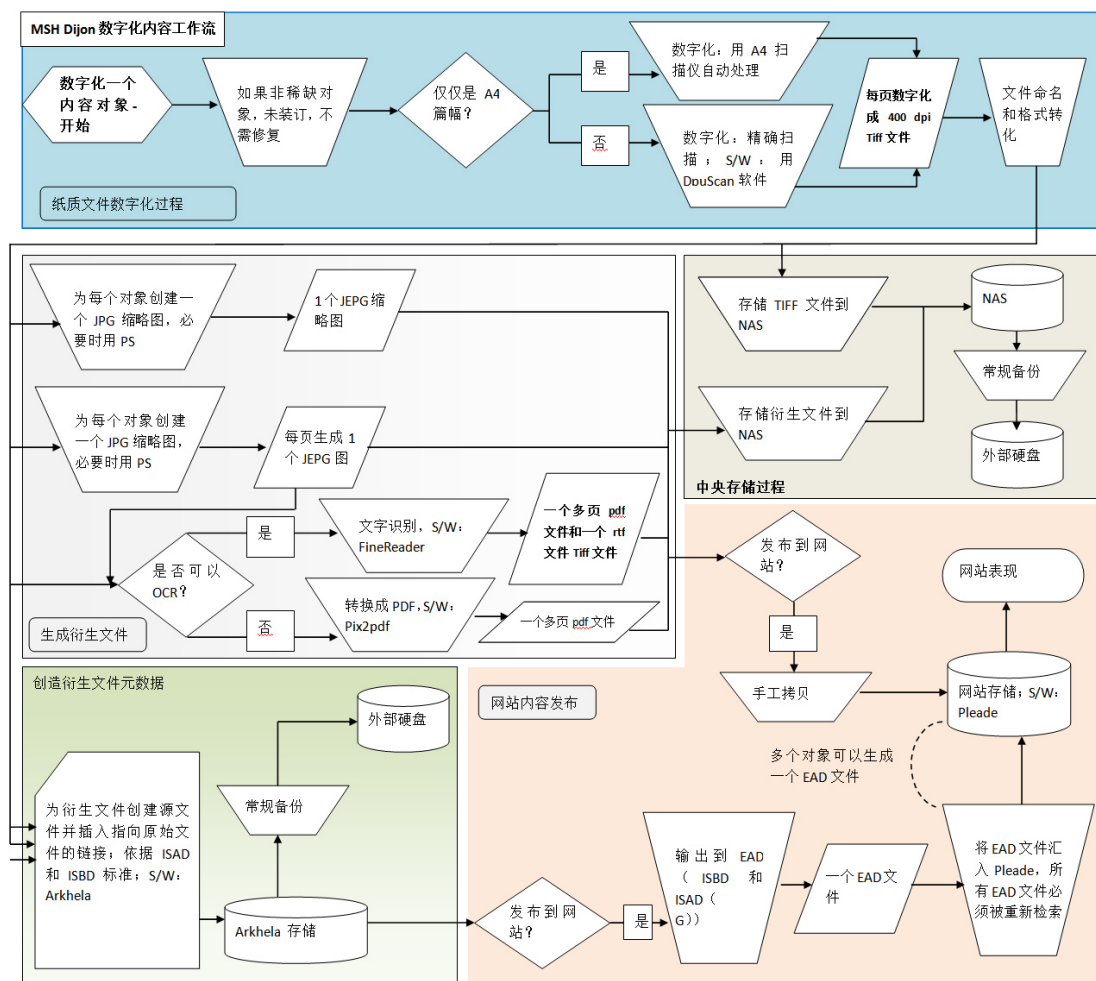 MSH Dijon 数字化内容工作流
数字化一个
内容对象-
开始
如果非稀缺对
象，未装订，不
需修复
仅仅是 A4
篇幅？
是
否
数字化：用 A4 扫
描仪自动处理
数字化：精确扫
描；S/W：用
DpuScan 软件
每页数字化
成 400 dpi
Tiff 文件
文件命名
和格式转
化
纸质文件数字化过程
为每个对象创建一
个 JPG 缩略图，必
要时用 PS
1 个 JEPG 缩
略图
为每个对象创建
一个 JPG 缩略图，
必要时用 PS
每页生成 1
个 JEPG 图
是否可以
OCR？
是
否
文字识别，S/W：
FineReader
一个多页 pdf
文件和一个 rtf
文件 Tiff 文件
转换成 PDF，S/W：
Pix2pdf
一个多页 pdf 文件
生成衍生文件
存储 TIFF 文件到
NAS
NAS
常规备份
存储衍生文件到
NAS
外部硬盘
中央存储过程
发布到网
站？
是
手工拷贝
网站表现
网站存储；S/W：
Pleade
网站内容发布
多个对象可以生成
一个 EAD 文件
创造衍生文件元数据
外部硬盘
常规备份
为衍生文件创建源
文件并插入指向原始文
件的链接；依据 ISAD
和 ISBD 标准；S/W：
Arkhela
Arkhela 存储
发布到网
站？
是
输出到 EAD
（ ISBD 和
ISAD（
G））
一个 EAD 文
件
将 EAD 文件汇
入 Pleade，所
有 EAD 文件必
须被重新检索